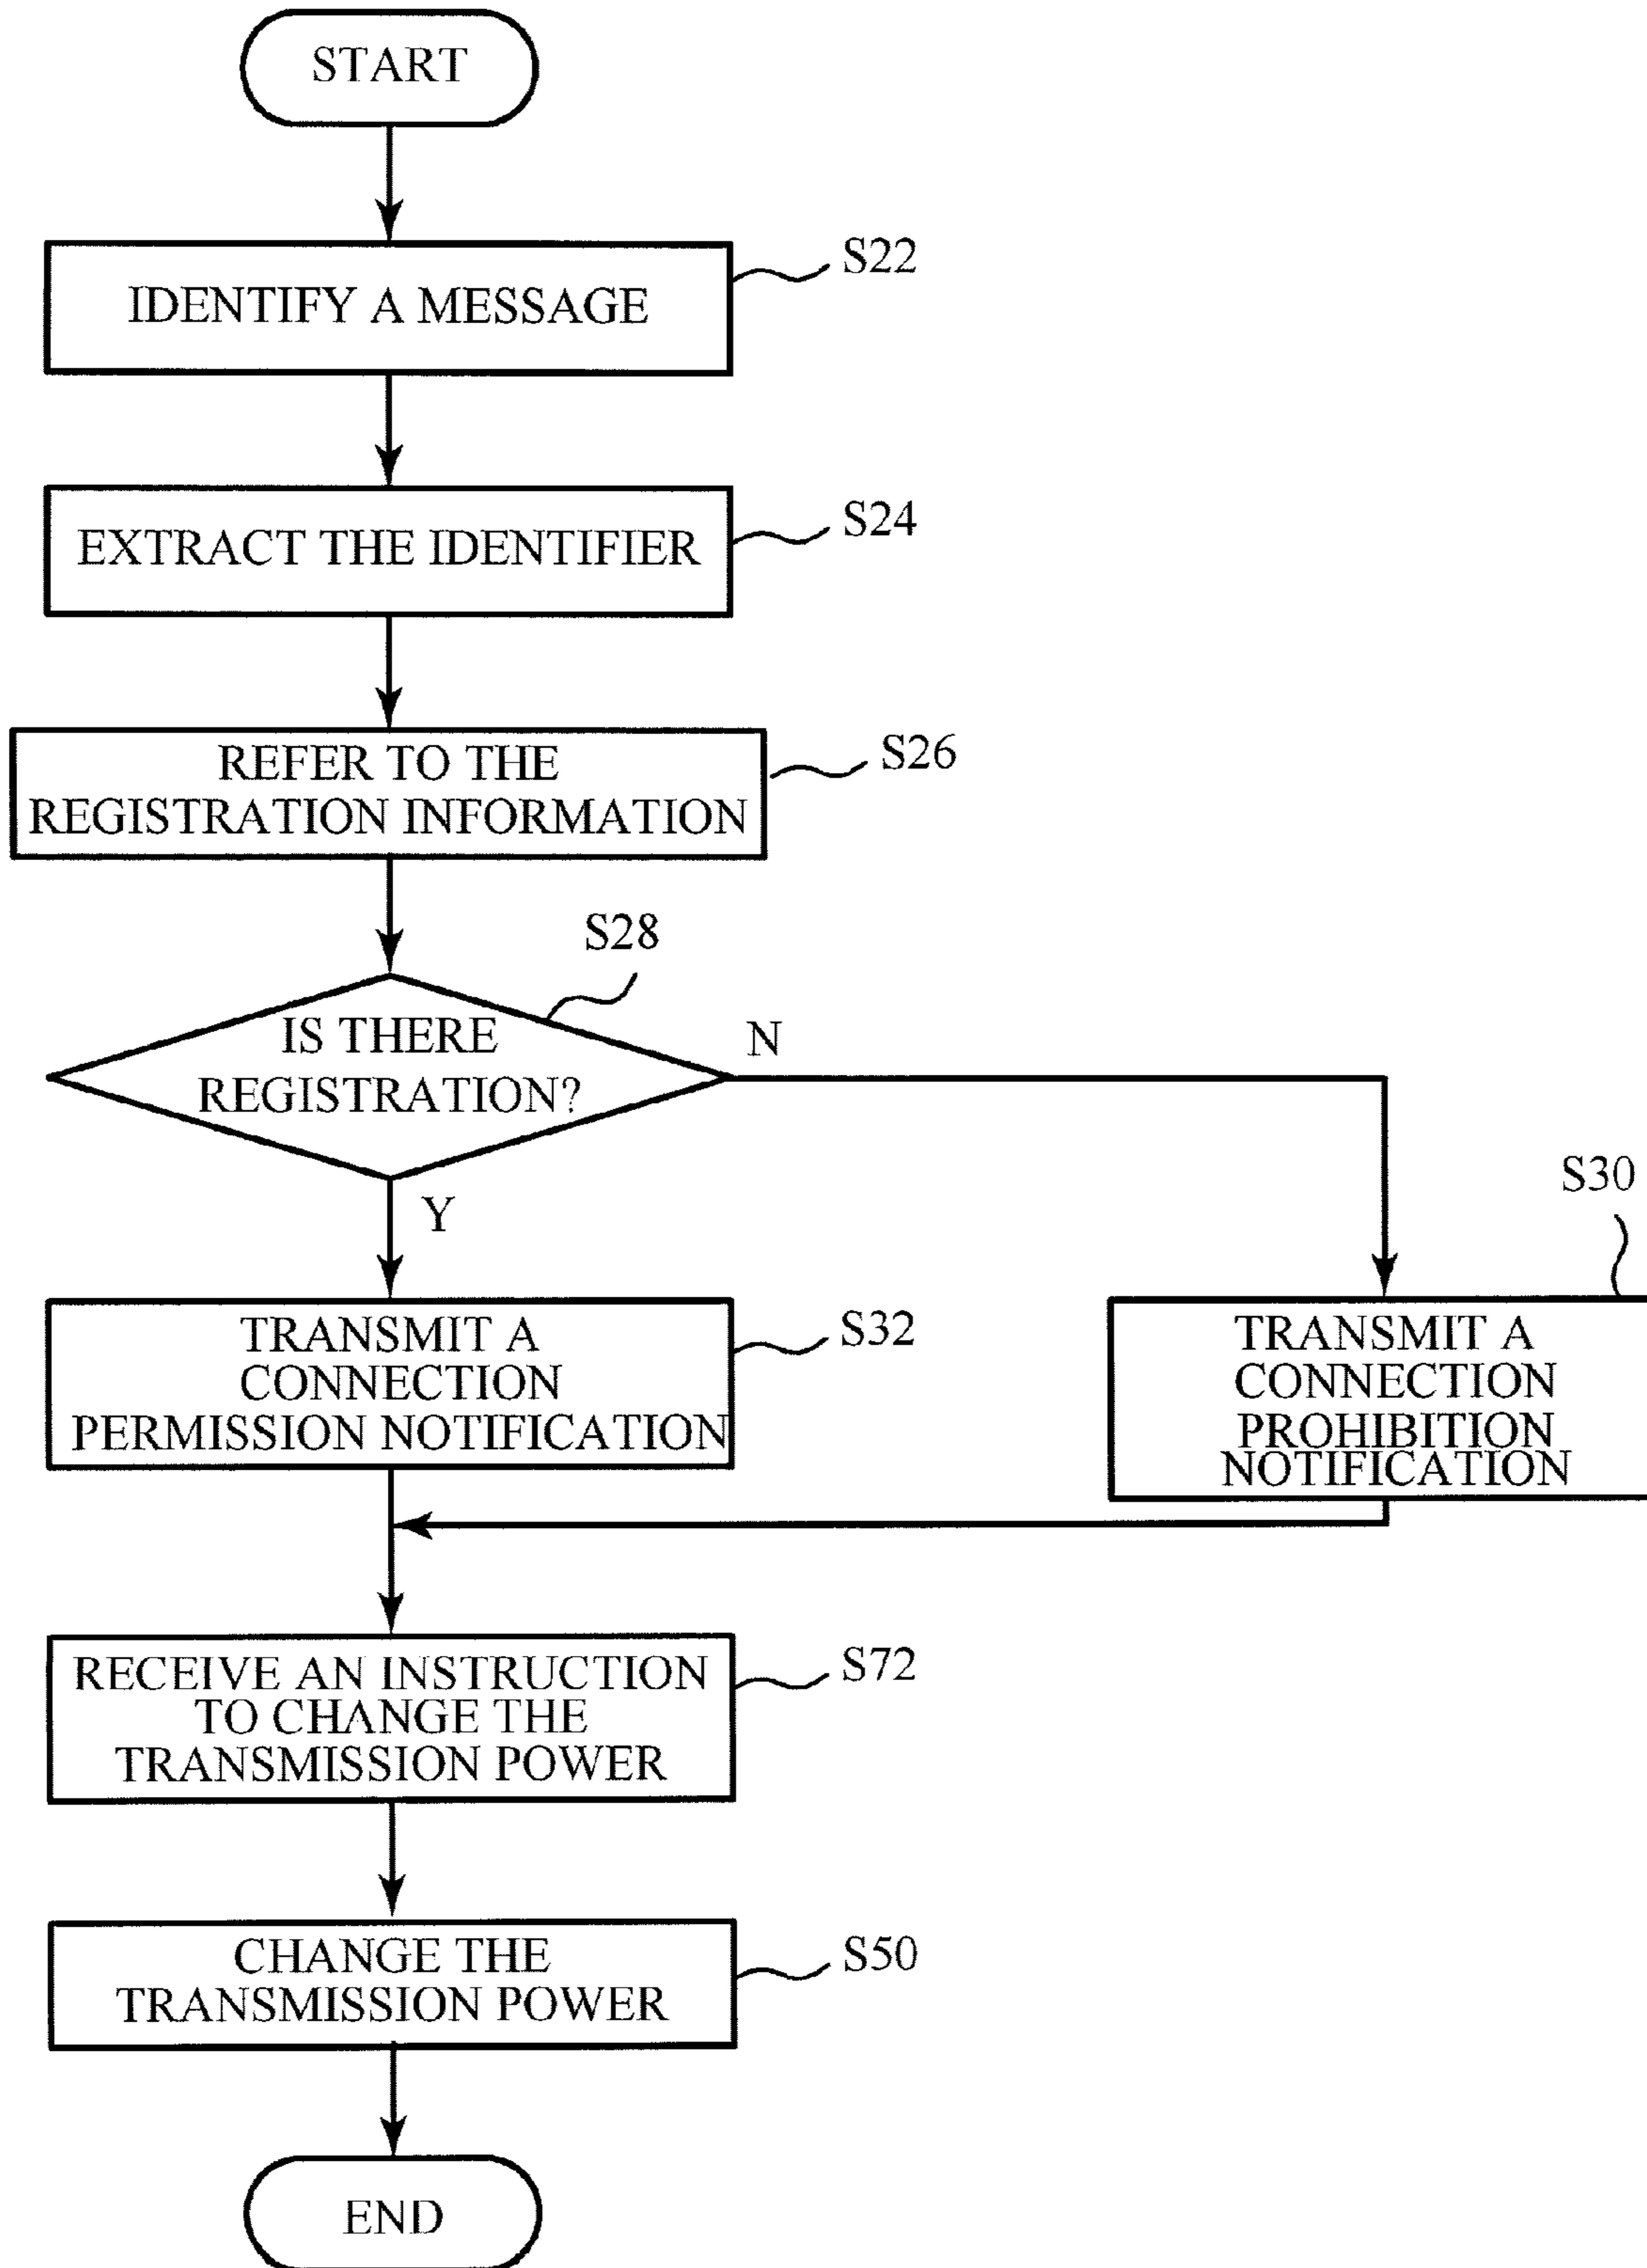 START
IDENTIFY A MESSAGE
S22
EXTRACT THE IDENTIFIER
S24
REFER TO THE
REGISTRATION INFORMATION
S26
S28
IS THERE
REGISTRATION?
N
Y
S30
TRANSMIT A
CONNECTION
PERMISSION NOTIFICATION
S32
TRANSMIT A
CONNECTION
PROHIBITION
NOTIFICATION
RECEIVE AN INSTRUCTION
TO CHANGE THE
TRANSMISSION POWER
S72
CHANGE THE
TRANSMISSION POWER
S50
END